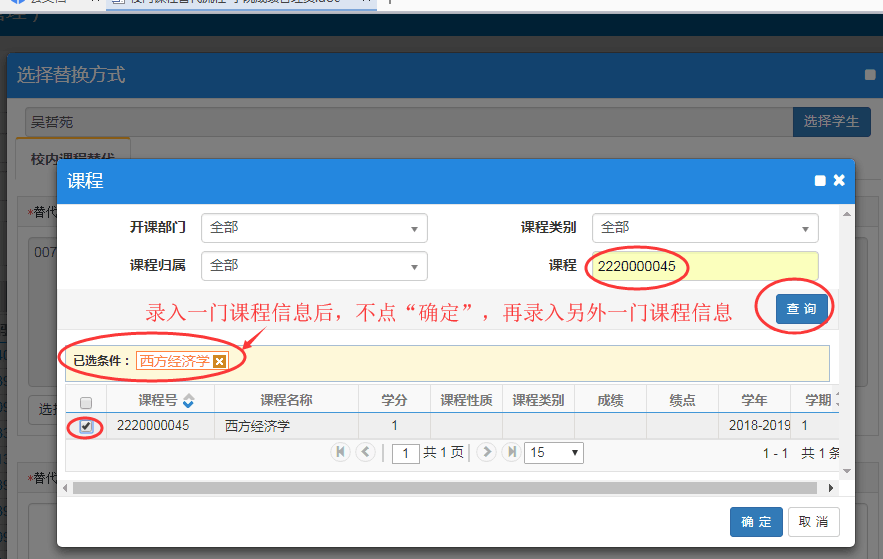 选择替换方式
吴哲苑 选择学生
校内课程替代
*替代
007
课程
开课部门 全部 课程类别 全部
课程归属 全部 课程 2220000045
查 询
录入一门课程信息后，不点“确定”，再录入另外一门课程信息
已选条件： 西方经济学
课程号 课程名称 学分 课程性质 课程类别 成绩 绩点 学年 学期
2220000045 西方经济学 1 2018-2019 1
1 共 1 页 15 1 - 1 共 1 条
*替代
确 定 取 消